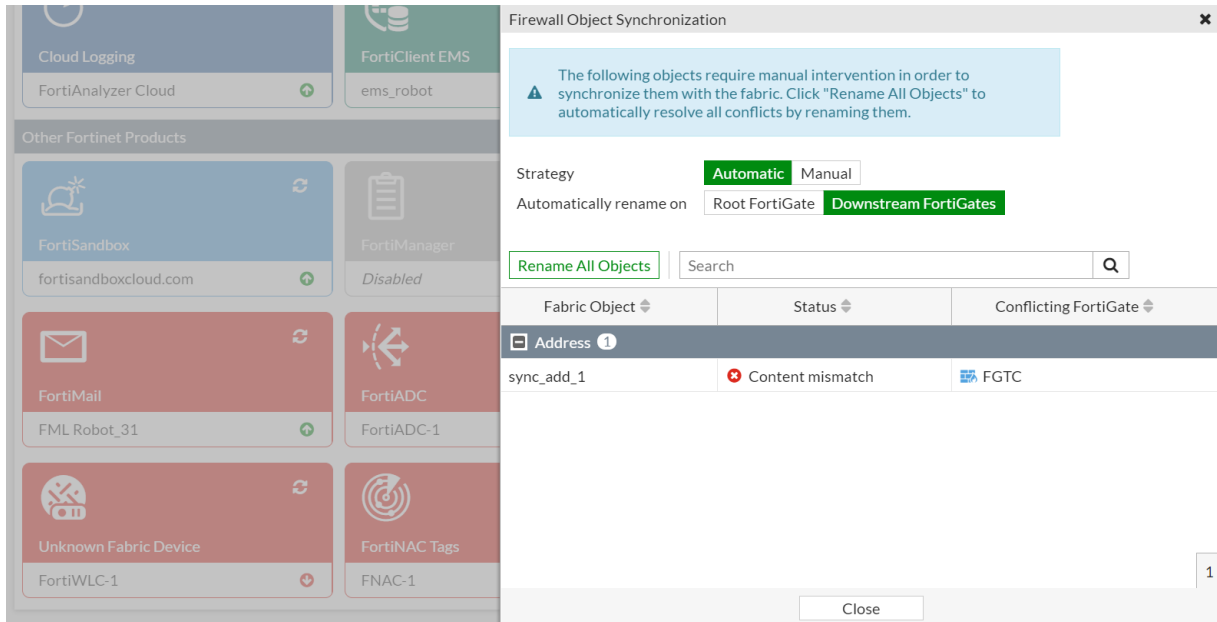 Cloud Logging
FortiAnalyzer Cloud
FortiClient EMS
ems_robot
Other Fortinet Products
FortiSandbox
fortisandboxcloud.com
FortiManager
Disabled
FortiMail
FML Robot_31
FortiADC
FortiADC-1
Unknown Fabric Device
FortiWLC-1
FortiNAC Tags
FNAC-1
Firewall Object Synchronization
The following objects require manual intervention in order to
synchronize them with the fabric. Click "Rename All Objects" to
automatically resolve all conflicts by renaming them.
Strategy Automatic Manual
Automatically rename on Root FortiGate Downstream FortiGates
Rename All Objects Search
Fabric Object Status Conflicting FortiGate
Address 1
sync_add_1 Content mismatch FGTC
1
Close